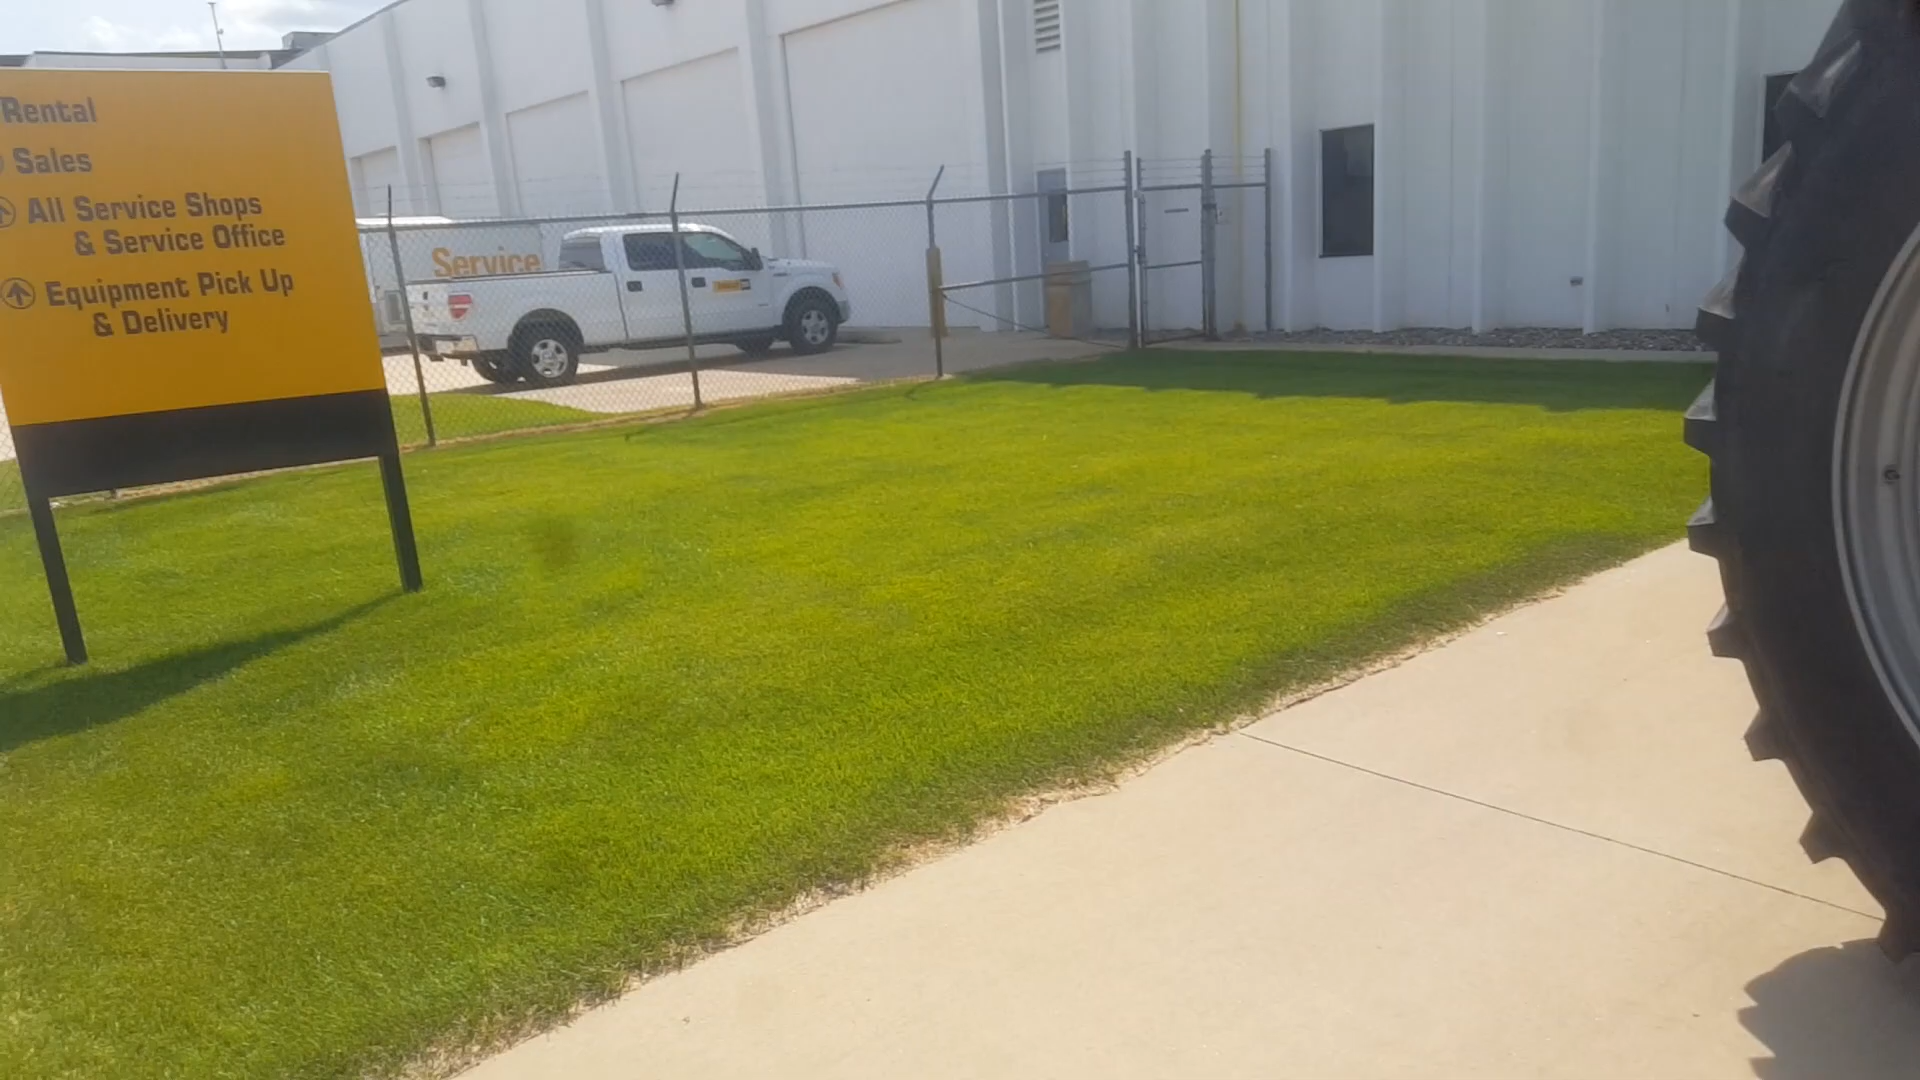 Rental
Sales
All Service Shops
& Service Office
Equipment Pick Up
& Delivery
Service